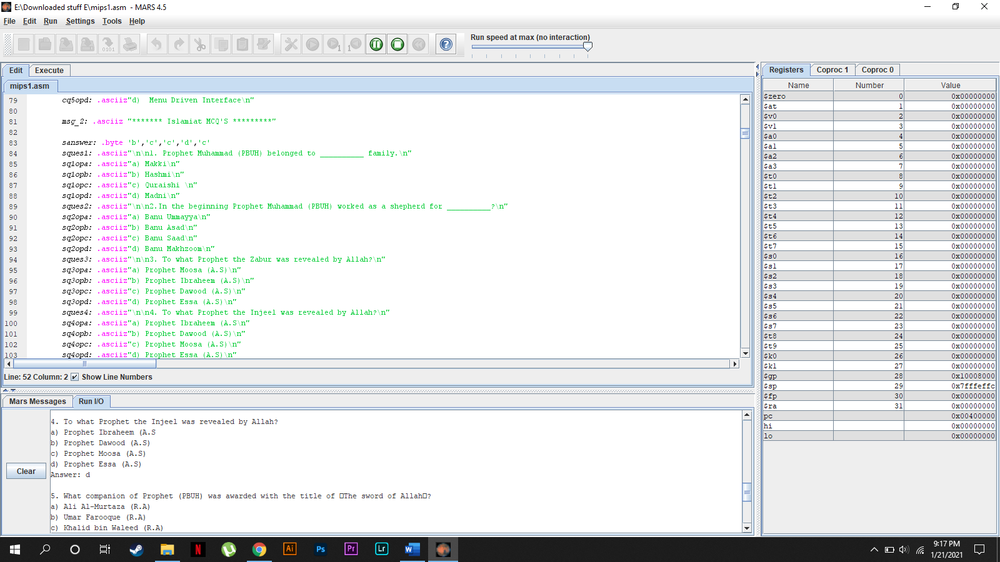 E:\Downloaded stuff E\mips1.asm - MARS 4.5
File Edit Run Settings Tools Help
Run speed at max (no interaction)
Edit Execute
mips1.asm
79 cq5opd: .asciiz"d)  Menu Driven Interface\n"
80
81 msg_2: .asciiz "******* Islamiat MCQ'S *********"
82
83 sanswer: .byte 'b','c','c','d','c'
84 sques1: .asciiz"\n\n1. Prophet Muhammad (PBUH) belonged to __________ family.\n"
85 sq1opa: .asciiz"a) Makki\n"
86 sq1opb: .asciiz"b) Hashmi\n"
87 sq1opc: .asciiz"c) Quraishi \n"
88 sq1opd: .asciiz"d) Madni\n"
89 sques2: .asciiz"\n\n2.In the beginning Prophet Muhammad (PBUH) worked as a shepherd for __________?\n"
90 sq2opa: .asciiz"a) Banu Ummayya\n"
91 sq2opb: .asciiz"b) Banu Asad\n"
92 sq2opc: .asciiz"c) Banu Saad\n"
93 sq2opd: .asciiz"d) Banu Makhzoom\n"
94 sques3: .asciiz"\n\n3. To what Prophet the Zabur was revealed by Allah?\n"
95 sq3opa: .asciiz"a) Prophet Moosa (A.S)\n"
96 sq3opb: .asciiz"b) Prophet Ibraheem (A.S)\n"
97 sq3opc: .asciiz"c) Prophet Dawood (A.S)\n"
98 sq3opd: .asciiz"d) Prophet Essa (A.S)\n"
99 sques4: .asciiz"\n\n4. To what Prophet the Injeel was revealed by Allah?\n"
100 sq4opa: .asciiz"a) Prophet Ibraheem (A.S\n"
101 sq4opb: .asciiz"b) Prophet Dawood (A.S)\n"
102 sq4opc: .asciiz"c) Prophet Moosa (A.S)\n"
103 sq4opd: .asciiz"d) Prophet Essa (A.S)\n"
Line: 52 Column: 2 Show Line Numbers
Mars Messages Run I/O
Clear
4. To what Prophet the Injeel was revealed by Allah?
a) Prophet Ibraheem (A.S
b) Prophet Dawood (A.S)
c) Prophet Moosa (A.S)
d) Prophet Essa (A.S)
Answer: d
5. What companion of Prophet (PBUH) was awarded with the title of □The sword of Allah□?
a) Ali Al-Murtaza (R.A)
b) Umar Farooque (R.A)
c) Khalid bin Waleed (R.A)
Registers Coproc 1 Coproc 0
Name Number Value
$zero 0 0x00000000
$at 1 0x00000000
$v0 2 0x00000000
$v1 3 0x00000000
$a0 4 0x00000000
$a1 5 0x00000000
$a2 6 0x00000000
$a3 7 0x00000000
$t0 8 0x00000000
$t1 9 0x00000000
$t2 10 0x00000000
$t3 11 0x00000000
$t4 12 0x00000000
$t5 13 0x00000000
$t6 14 0x00000000
$t7 15 0x00000000
$s0 16 0x00000000
$s1 17 0x00000000
$s2 18 0x00000000
$s3 19 0x00000000
$s4 20 0x00000000
$s5 21 0x00000000
$s6 22 0x00000000
$s7 23 0x00000000
$t8 24 0x00000000
$t9 25 0x00000000
$k0 26 0x00000000
$k1 27 0x00000000
$gp 28 0x10008000
$sp 29 0x7fffeffc
$fp 30 0x00000000
$ra 31 0x00000000
pc 0x00400000
hi 0x00000000
lo 0x00000000
N Ai Ps Pr Lr W
9:17 PM
1/21/2021